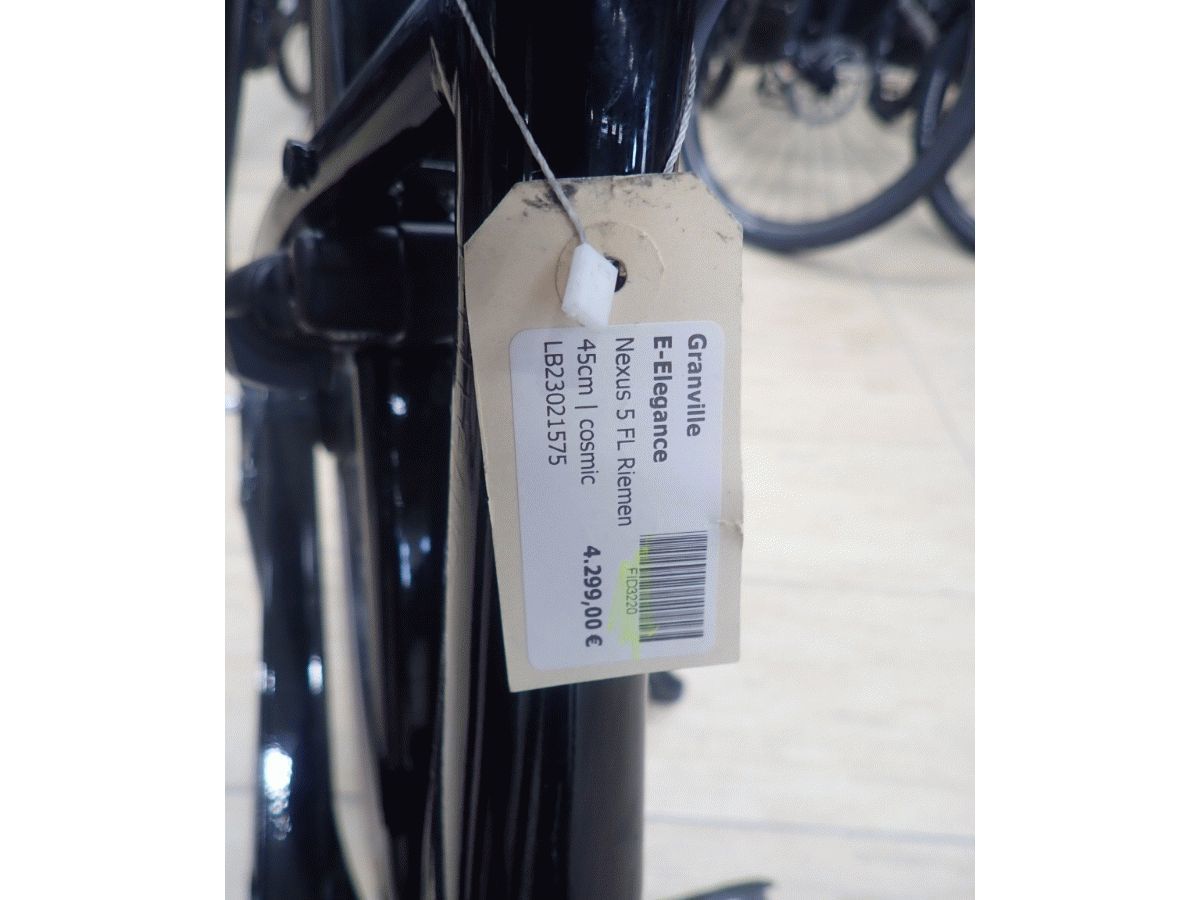 Granville
E-Elegance
Nexus 5 FL Riemen
45cm | cosmic
LB23021575
FID3220
4.299,00 €